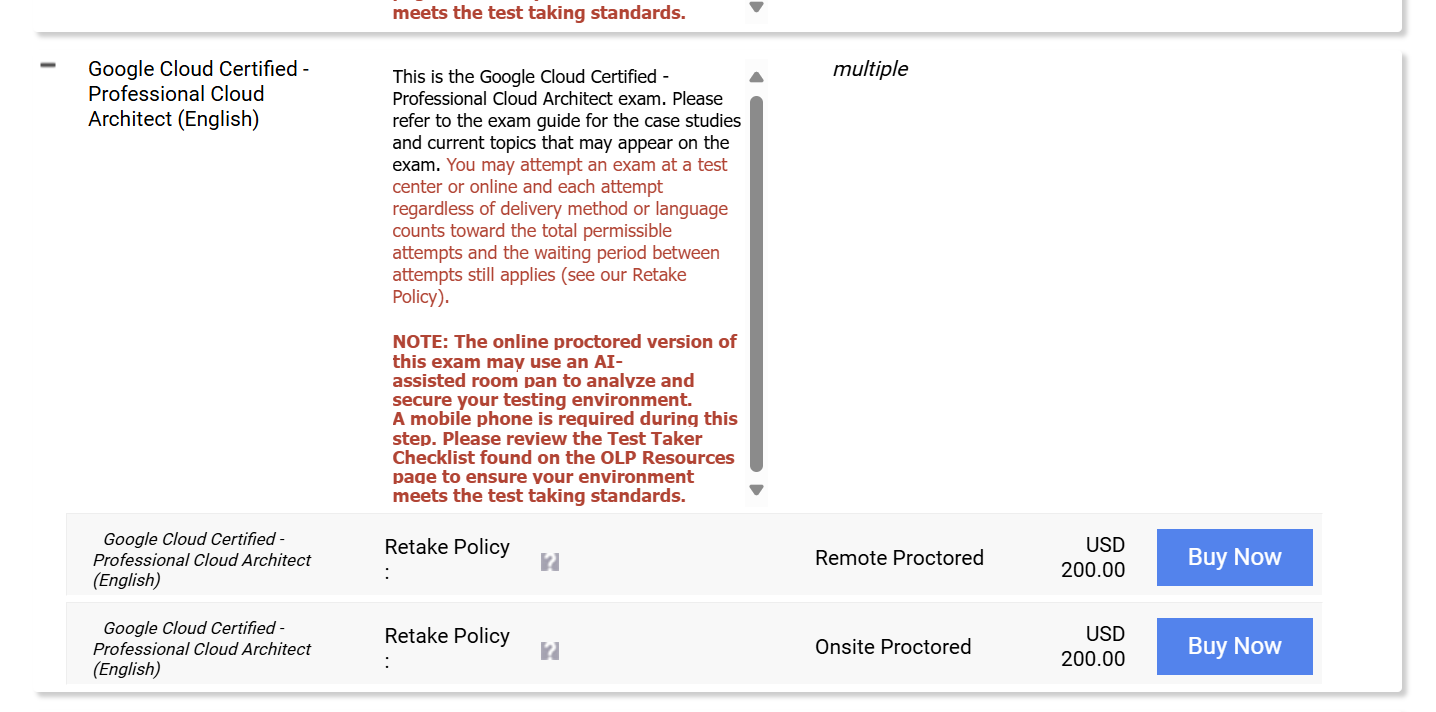 meets the test taking standards.
Google Cloud Certified -
Professional Cloud
Architect (English)
This is the Google Cloud Certified -
Professional Cloud Architect exam. Please
refer to the exam guide for the case studies
and current topics that may appear on the
exam. You may attempt an exam at a test
center or online and each attempt
regardless of delivery method or language
counts toward the total permissible
attempts and the waiting period between
attempts still applies (see our Retake
Policy).
NOTE: The online proctored version of
this exam may use an AI-
assisted room pan to analyze and
secure your testing environment.
A mobile phone is required during this
step. Please review the Test Taker
Checklist found on the OLP Resources
page to ensure your environment
meets the test taking standards.
multiple
Google Cloud Certified -
Professional Cloud Architect
(English)
Retake Policy
:
?
Remote Proctored
USD
200.00
Buy Now
Google Cloud Certified -
Professional Cloud Architect
(English)
Retake Policy
:
?
Onsite Proctored
USD
200.00
Buy Now